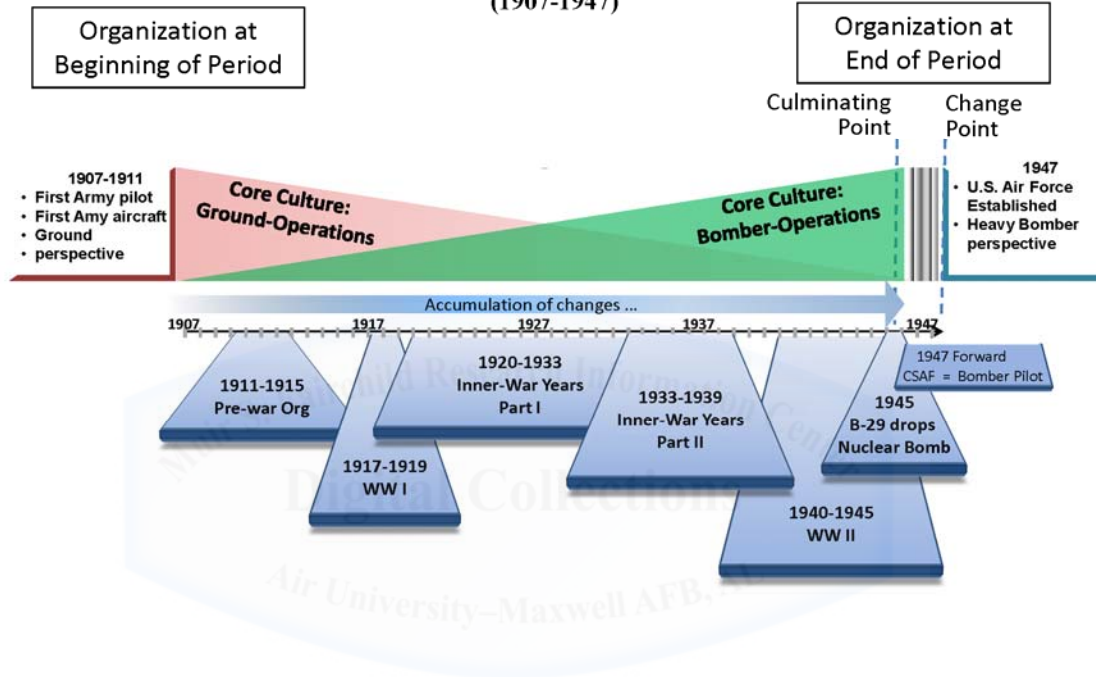 (1907-1947)
Organization at
Beginning of Period
Organization at
End of Period
Culminating
Point
Change
Point
1907-1911
• First Army pilot
• First Amy aircraft
• Ground
• perspective
Core Culture:
Ground-Operations
Core Culture:
Bomber-Operations
1947
• U.S. Air Force
Established
• Heavy Bomber
perspective
Accumulation of changes ...
1907
1917
1927
1937
1947
1911-1915
Pre-war Org
1917-1919
WW I
1920-1933
Inner-War Years
Part I
1933-1939
Inner-War Years
Part II
1940-1945
WW II
1945
B-29 drops
Nuclear Bomb
1947 Forward
CSAF = Bomber Pilot
Digital Collections
Air University–Maxwell AFB, AL